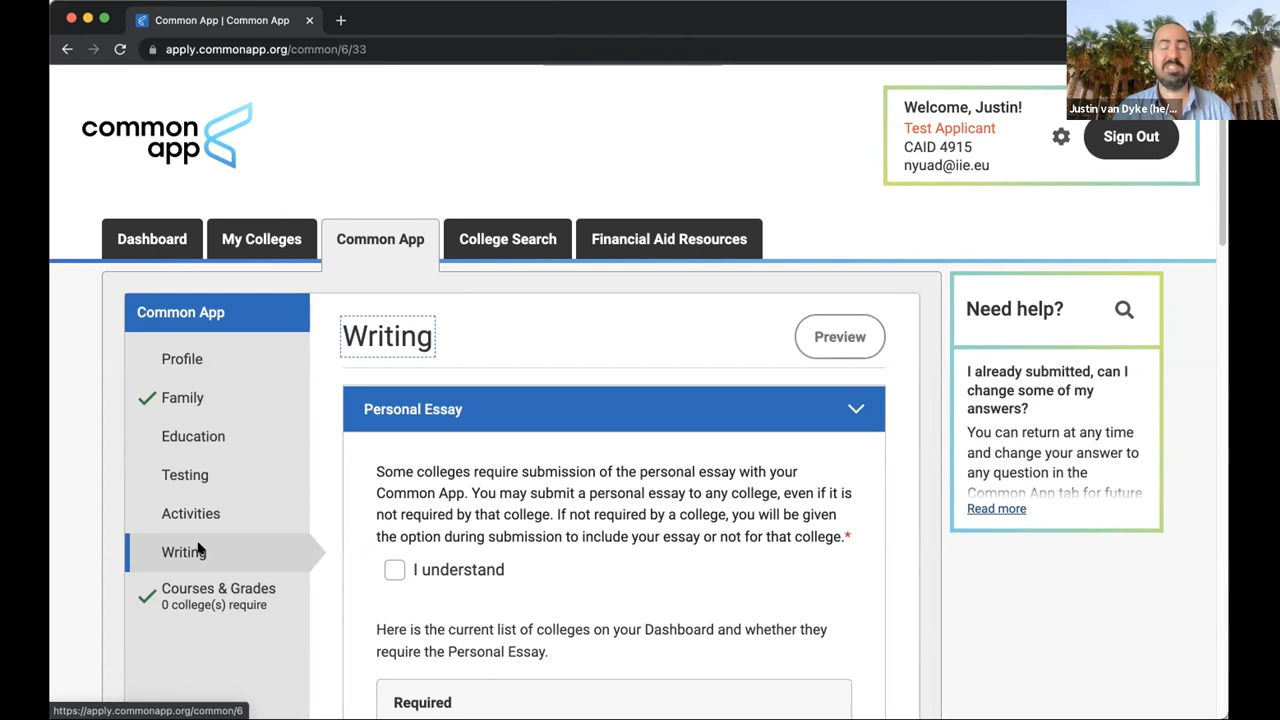 Common App | Common App
apply.commonapp.org/common/6/33
Justin van Dyke (he/...
common
app
Welcome, Justin!
Test Applicant
CAID 4915
nyuad@iie.eu
Sign Out
Dashboard
My Colleges
Common App
College Search
Financial Aid Resources
Common App
Profile
Family
Education
Testing
Activities
Writing
Courses & Grades
0 college(s) require
Writing
Preview
Personal Essay
Some colleges require submission of the personal essay with your
Common App. You may submit a personal essay to any college, even if it is
not required by that college. If not required by a college, you will be given
the option during submission to include your essay or not for that college.*
I understand
Here is the current list of colleges on your Dashboard and whether they
require the Personal Essay.
Required
Need help?
I already submitted, can I
change some of my
answers?
You can return at any time
and change your answer to
any question in the
Common App tab for future
Read more
https://apply.commonapp.org/common/6